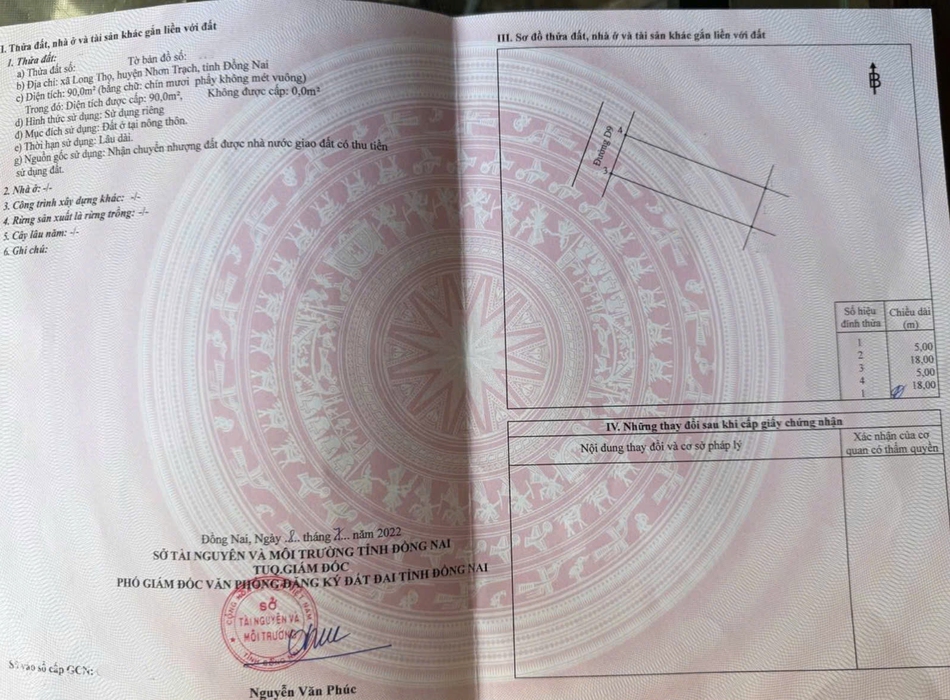 I. Thửa đất, nhà ở và tài sản khác gắn liền với đất
1. Thửa đất:
a) Thửa đất số: Tờ bản đồ số:
b) Địa chỉ: xã Long Thọ, huyện Nhơn Trạch, tỉnh Đồng Nai
c) Diện tích: 90,0m² (bằng chữ: chín mươi phẩy không mét vuông)
Trong đó: Diện tích được cấp: 90,0m², Không được cấp: 0,0m²
d) Hình thức sử dụng: Sử dụng riêng
đ) Mục đích sử dụng: Đất ở tại nông thôn.
e) Thời hạn sử dụng: Lâu dài.
g) Nguồn gốc sử dụng: Nhận chuyển nhượng đất được nhà nước giao đất có thu tiền
sử dụng đất.
2. Nhà ở: -/-
3. Công trình xây dựng khác: -/-
4. Rừng sản xuất là rừng trồng: -/-
5. Cây lâu năm: -/-
6. Ghi chú:
Đồng Nai, Ngày tháng năm 2022
SỞ TÀI NGUYÊN VÀ MÔI TRƯỜNG TỈNH ĐỒNG NAI
TUQ.GIÁM ĐỐC
PHÓ GIÁM ĐỐC VĂN PHÒNG ĐĂNG KÝ ĐẤT ĐAI TỈNH ĐỒNG NAI
SỞ
TÀI NGUYÊN VÀ
MÔI TRƯỜNG
Nguyễn Văn Phúc
Số vào sổ cấp GCN:
III. Sơ đồ thửa đất, nhà ở và tài sản khác gắn liền với đất
B
Đường D9
4
3
Số hiệu đỉnh thửa Chiều dài (m)
1
5,00
2
18,00
3
5,00
4
18,00
1
IV. Những thay đổi sau khi cấp giấy chứng nhận
Nội dung thay đổi và cơ sở pháp lý
Xác nhận của cơ
quan có thẩm quyền